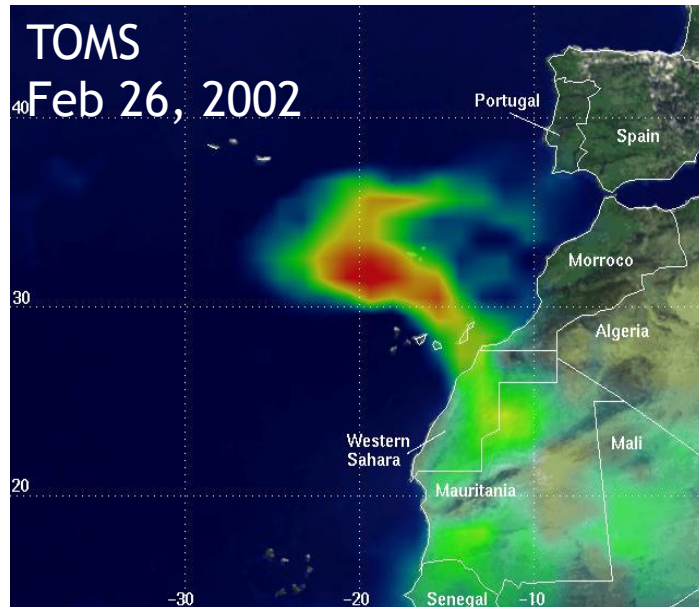 TOMS
Feb 26, 2002
40
Portugal
Spain
Morroco
30
Algeria
Western
Sahara
Mali
Mauritania
20
-30
-20
-10
Senegal